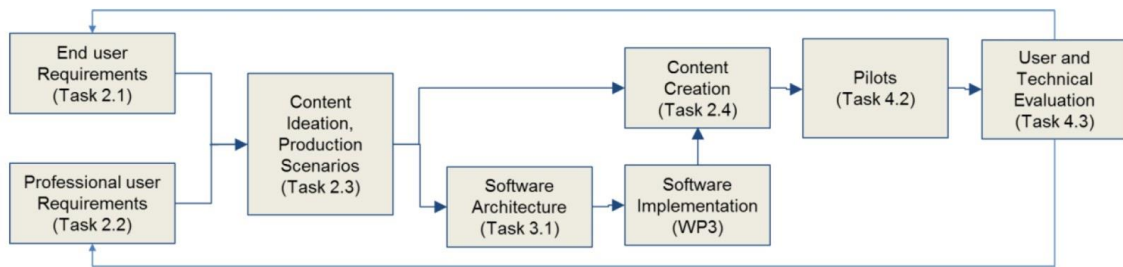 End user
Requirements
(Task 2.1)
Professional user
Requirements
(Task 2.2)
Content
Ideation,
Production
Scenarios
(Task 2.3)
Software
Architecture
(Task 3.1)
Software
Implementation
(WP3)
Content
Creation
(Task 2.4)
Pilots
(Task 4.2)
User and
Technical
Evaluation
(Task 4.3)